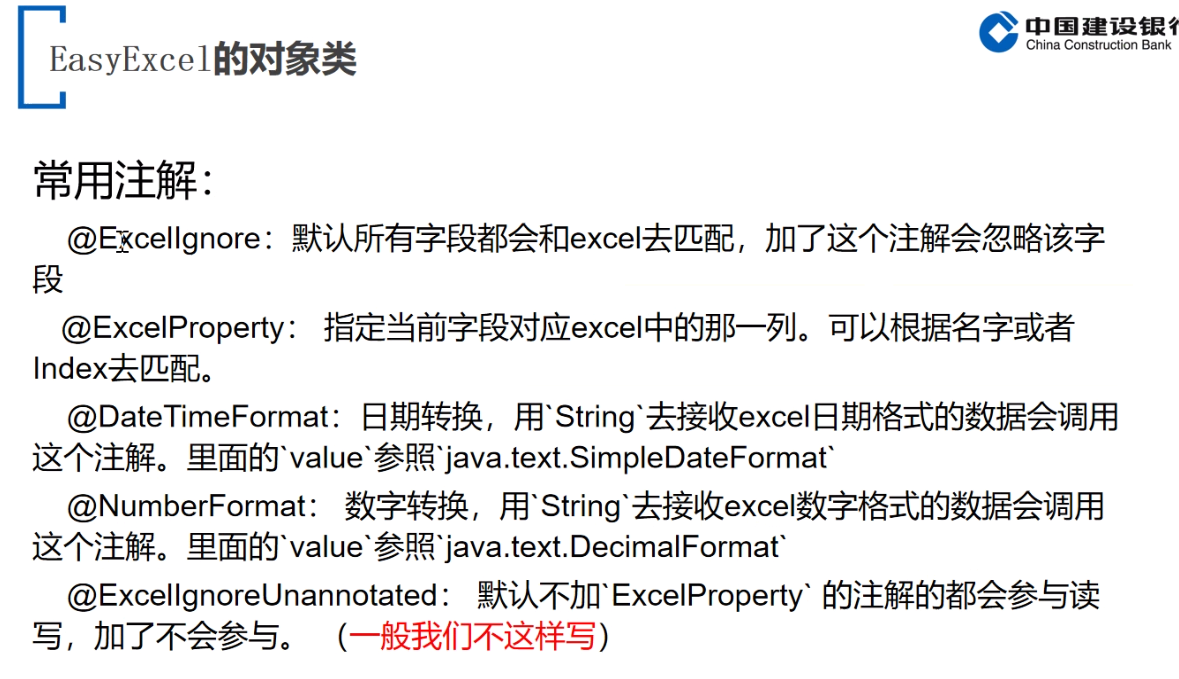 EasyExcel的对象类
中国建设银行
China Construction Bank
常用注解：
@ExcelIgnore：默认所有字段都会和excel去匹配，加了这个注解会忽略该字
段
@ExcelProperty： 指定当前字段对应excel中的那一列。可以根据名字或者
Index去匹配。
@DateTimeFormat：日期转换，用`String`去接收excel日期格式的数据会调用
这个注解。里面的`value`参照`java.text.SimpleDateFormat`
@NumberFormat： 数字转换，用`String`去接收excel数字格式的数据会调用
这个注解。里面的`value`参照`java.text.DecimalFormat`
@ExcelIgnoreUnannotated： 默认不加`ExcelProperty` 的注解的都会参与读
写，加了不会参与。 （一般我们不这样写）